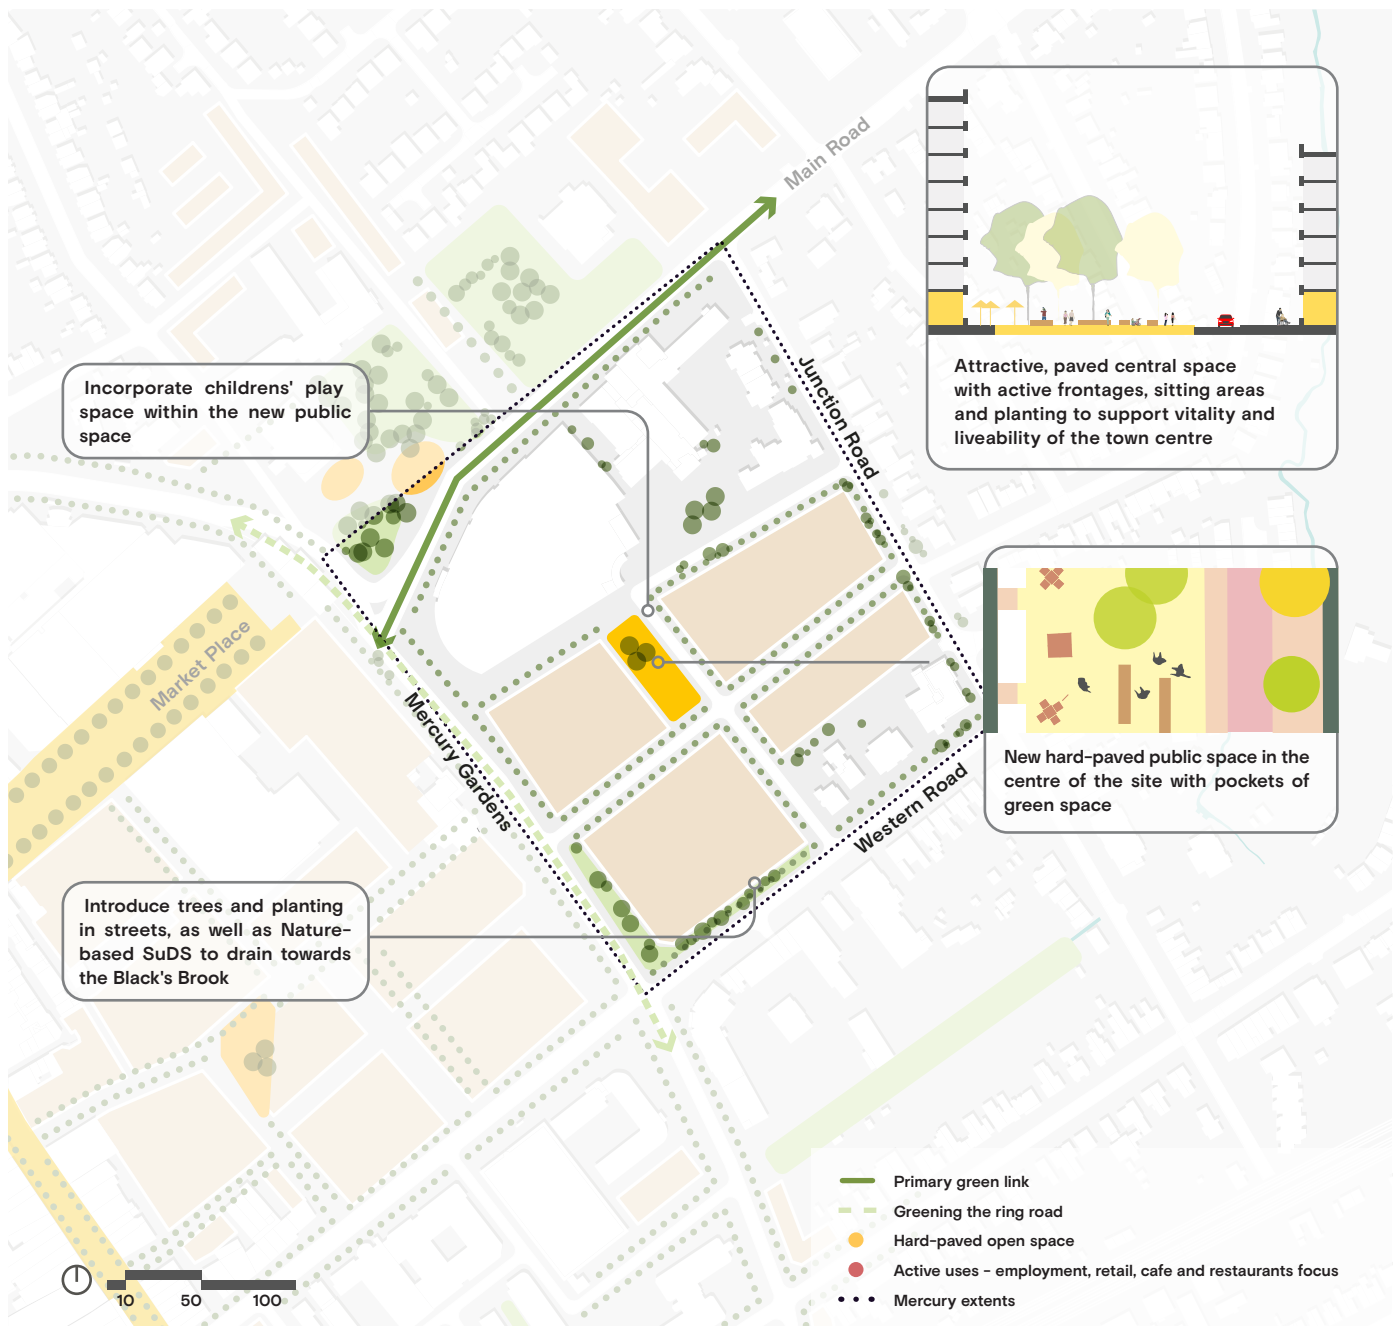 Main Road
Attractive, paved central space
with active frontages, sitting areas
and planting to support vitality and
liveability of the town centre
Junction Road
Incorporate childrens' play
space within the new public
space
Market Place
Mercury Gardens
Western Road
New hard-paved public space in the
centre of the site with pockets of
green space
Introduce trees and planting
in streets, as well as Nature-
based SuDS to drain towards
the Black's Brook
Primary green link
Greening the ring road
Hard-paved open space
Active uses - employment, retail, cafe and restaurants focus
Mercury extents
10 50 100